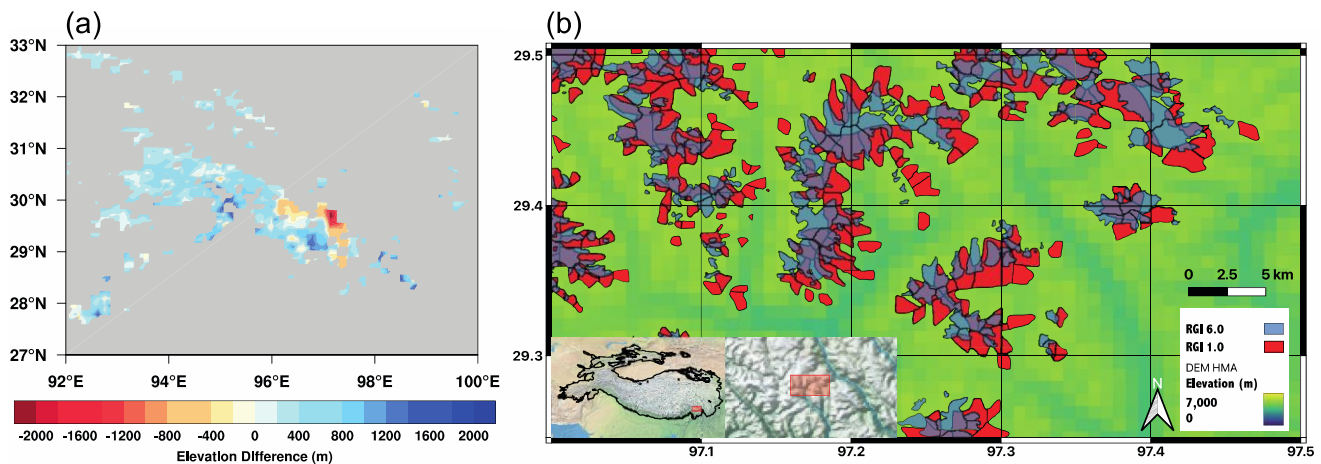 (a)
(b)
33°N
32°N
31°N
30°N
29°N
28°N
27°N
92°E 94°E 96°E 98°E 100°E
-2000 -1600 -1200 -800 -400 0 400 800 1200 1600 2000
Elevation DIfference (m)
29.5
29.4
29.3
0 2.5 5 km
RGI 6.0
RGI 1.0
DEM HMA
Elevation (m)
7,000
0
N
97.1 97.2 97.3 97.4 97.5